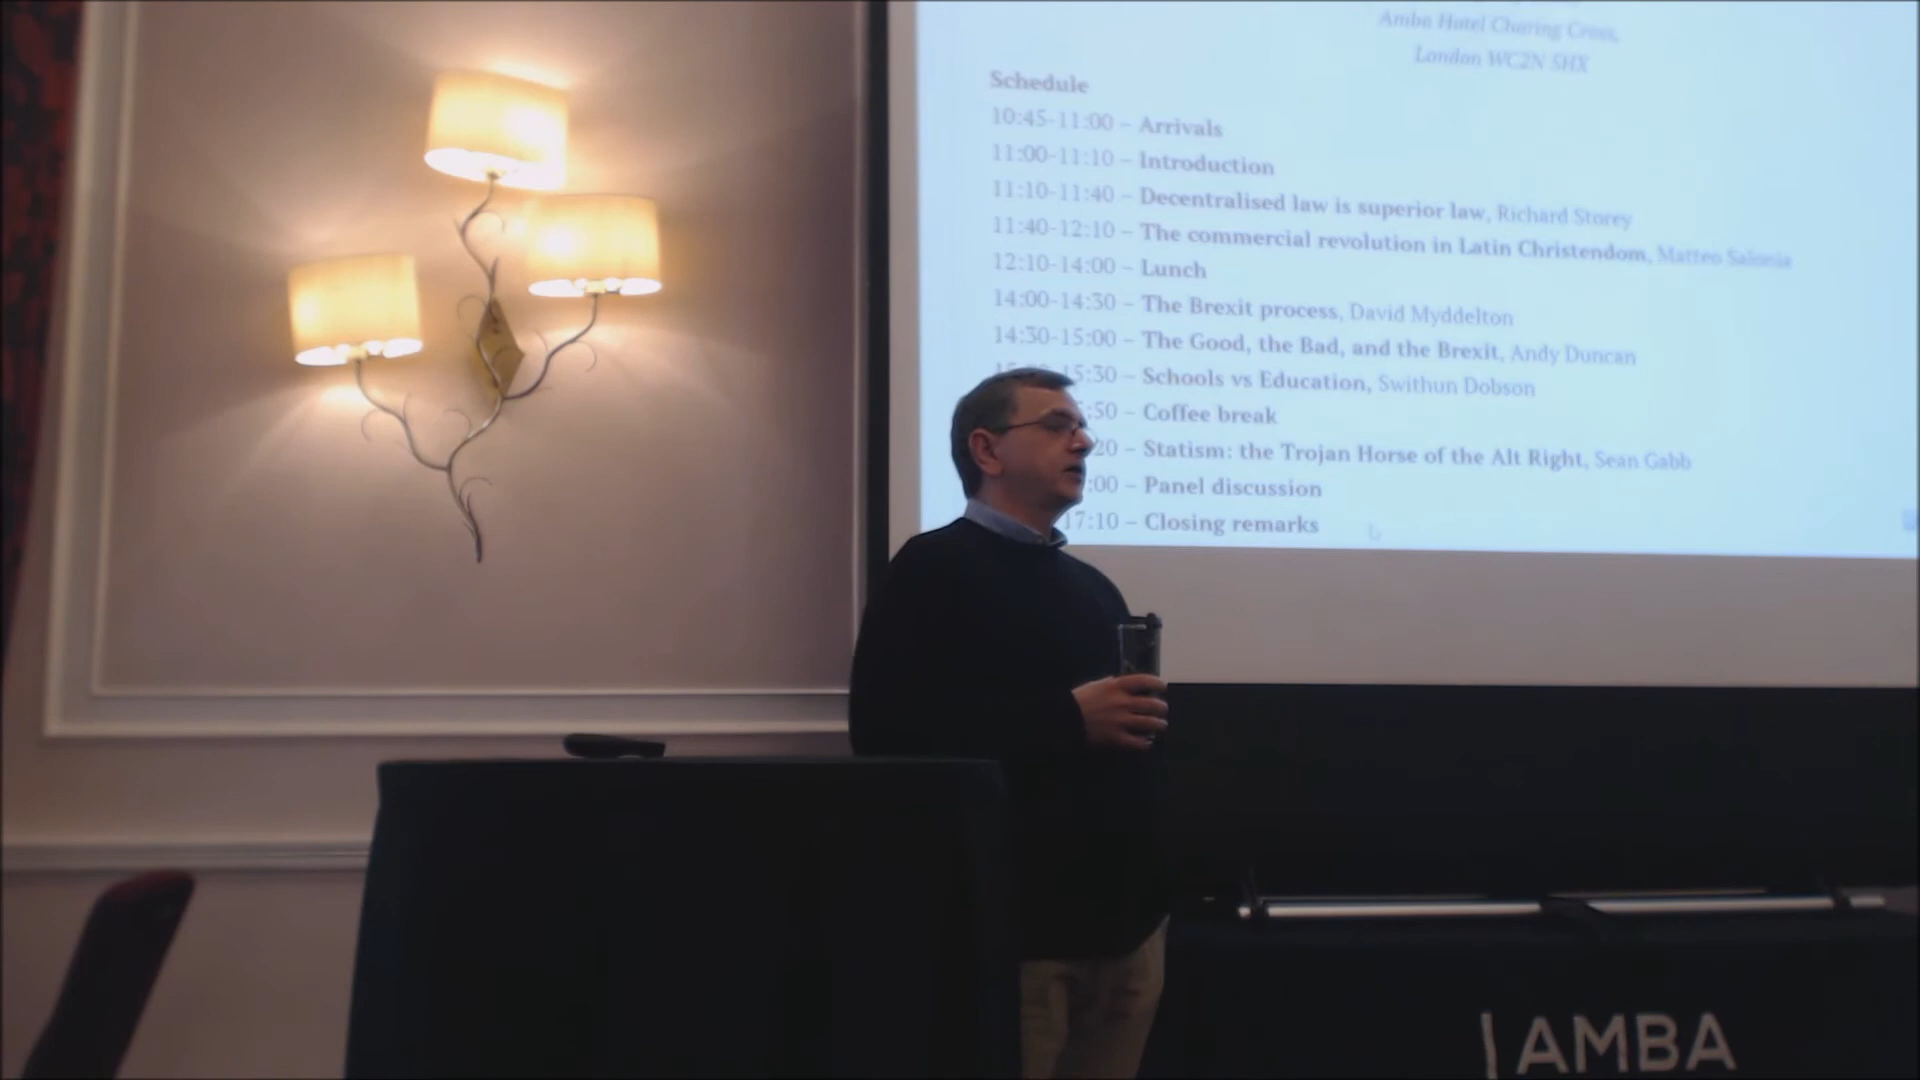 Amba Hotel Charing Cross,
London WC2N 5HX
Schedule
10:45-11:00 – Arrivals
11:00-11:10 – Introduction
11:10-11:40 – Decentralised law is superior law, Richard Storey
11:40-12:10 – The commercial revolution in Latin Christendom, Matteo Salonia
12:10-14:00 – Lunch
14:00-14:30 – The Brexit process, David Myddelton
14:30-15:00 – The Good, the Bad, and the Brexit, Andy Duncan
15:30 – Schools vs Education, Swithun Dobson
:50 – Coffee break
20 – Statism: the Trojan Horse of the Alt Right, Sean Gabb
:00 – Panel discussion
17:10 – Closing remarks
AMBA